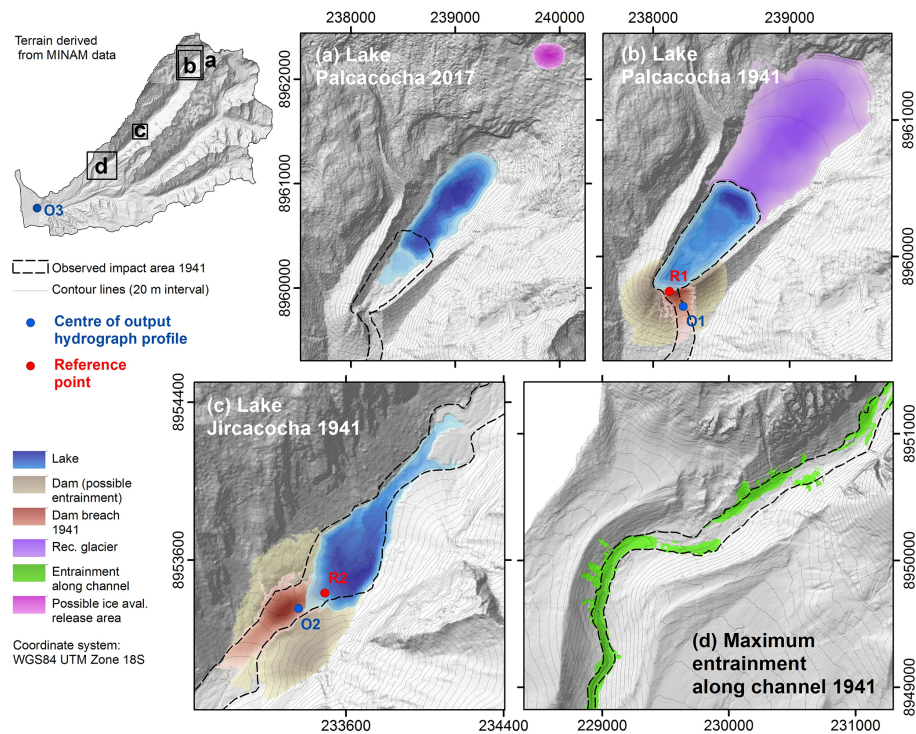 Terrain derived
from MINAM data
a
b
c
d
O3
Observed impact area 1941
Contour lines (20 m interval)
Centre of output
hydrograph profile
Reference
point
238000
239000
240000
8962000
8961000
8960000
(a) Lake
Palcacocha 2017
238000
239000
8961000
8960000
(b) Lake
Palcacocha 1941
R1
O1
Lake
Dam (possible
entrainment)
Dam breach
1941
Rec. glacier
Entrainment
along channel
Possible ice aval.
release area
Coordinate system:
WGS84 UTM Zone 18S
8954400
8953600
(c) Lake
Jircacocha 1941
R2
O2
233600
234400
8951000
8950000
8949000
(d) Maximum
entrainment
along channel 1941
229000
230000
231000